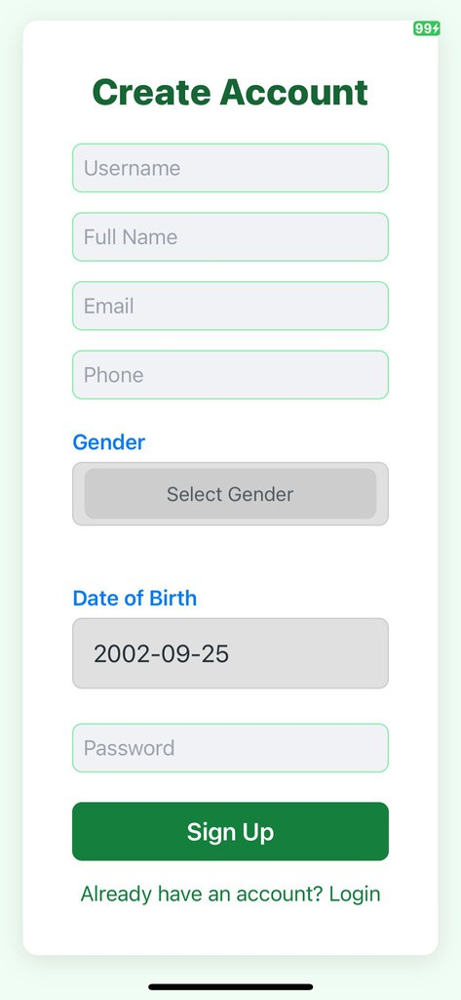 99
Create Account
Username
Full Name
Email
Phone
Gender
Select Gender
Date of Birth
2002-09-25
Password
Sign Up
Already have an account? Login